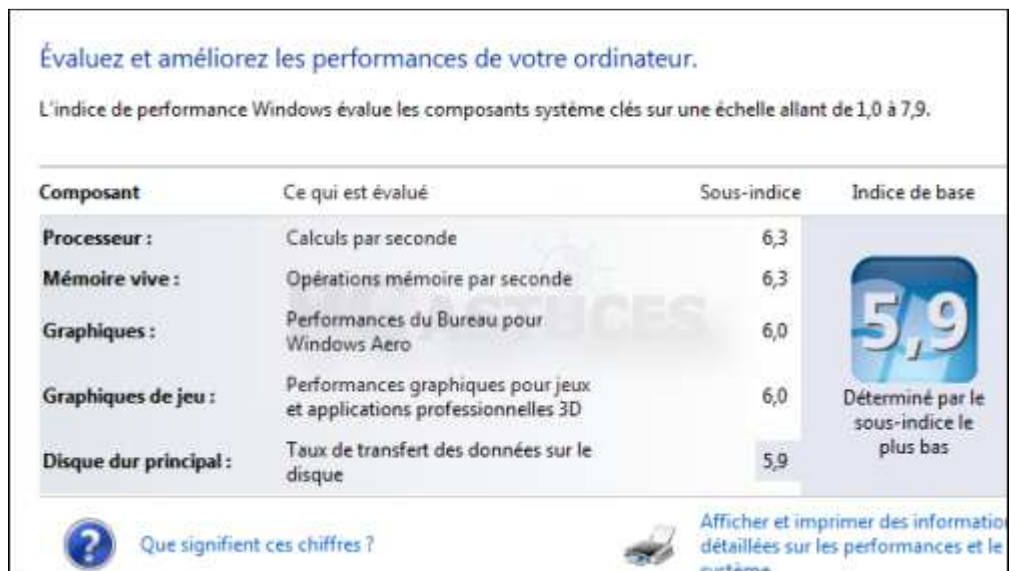 Évaluez et améliorez les performances de votre ordinateur.
L'indice de performance Windows évalue les composants système clés sur une échelle allant de 1,0 à 7,9.
Composant Ce qui est évalué Sous-indice Indice de base
Processeur : Calculs par seconde 6,3
Mémoire vive : Opérations mémoire par seconde 6,3
Graphiques : Performances du Bureau pour
Windows Aero 6,0
Graphiques de jeu : Performances graphiques pour jeux
et applications professionnelles 3D 6,0
Disque dur principal : Taux de transfert des données sur le
disque 5,9
5,9
Déterminé par le
sous-indice le
plus bas
ASTUCES
Que signifient ces chiffres ?
Afficher et imprimer des informatio
détaillées sur les performances et le
système